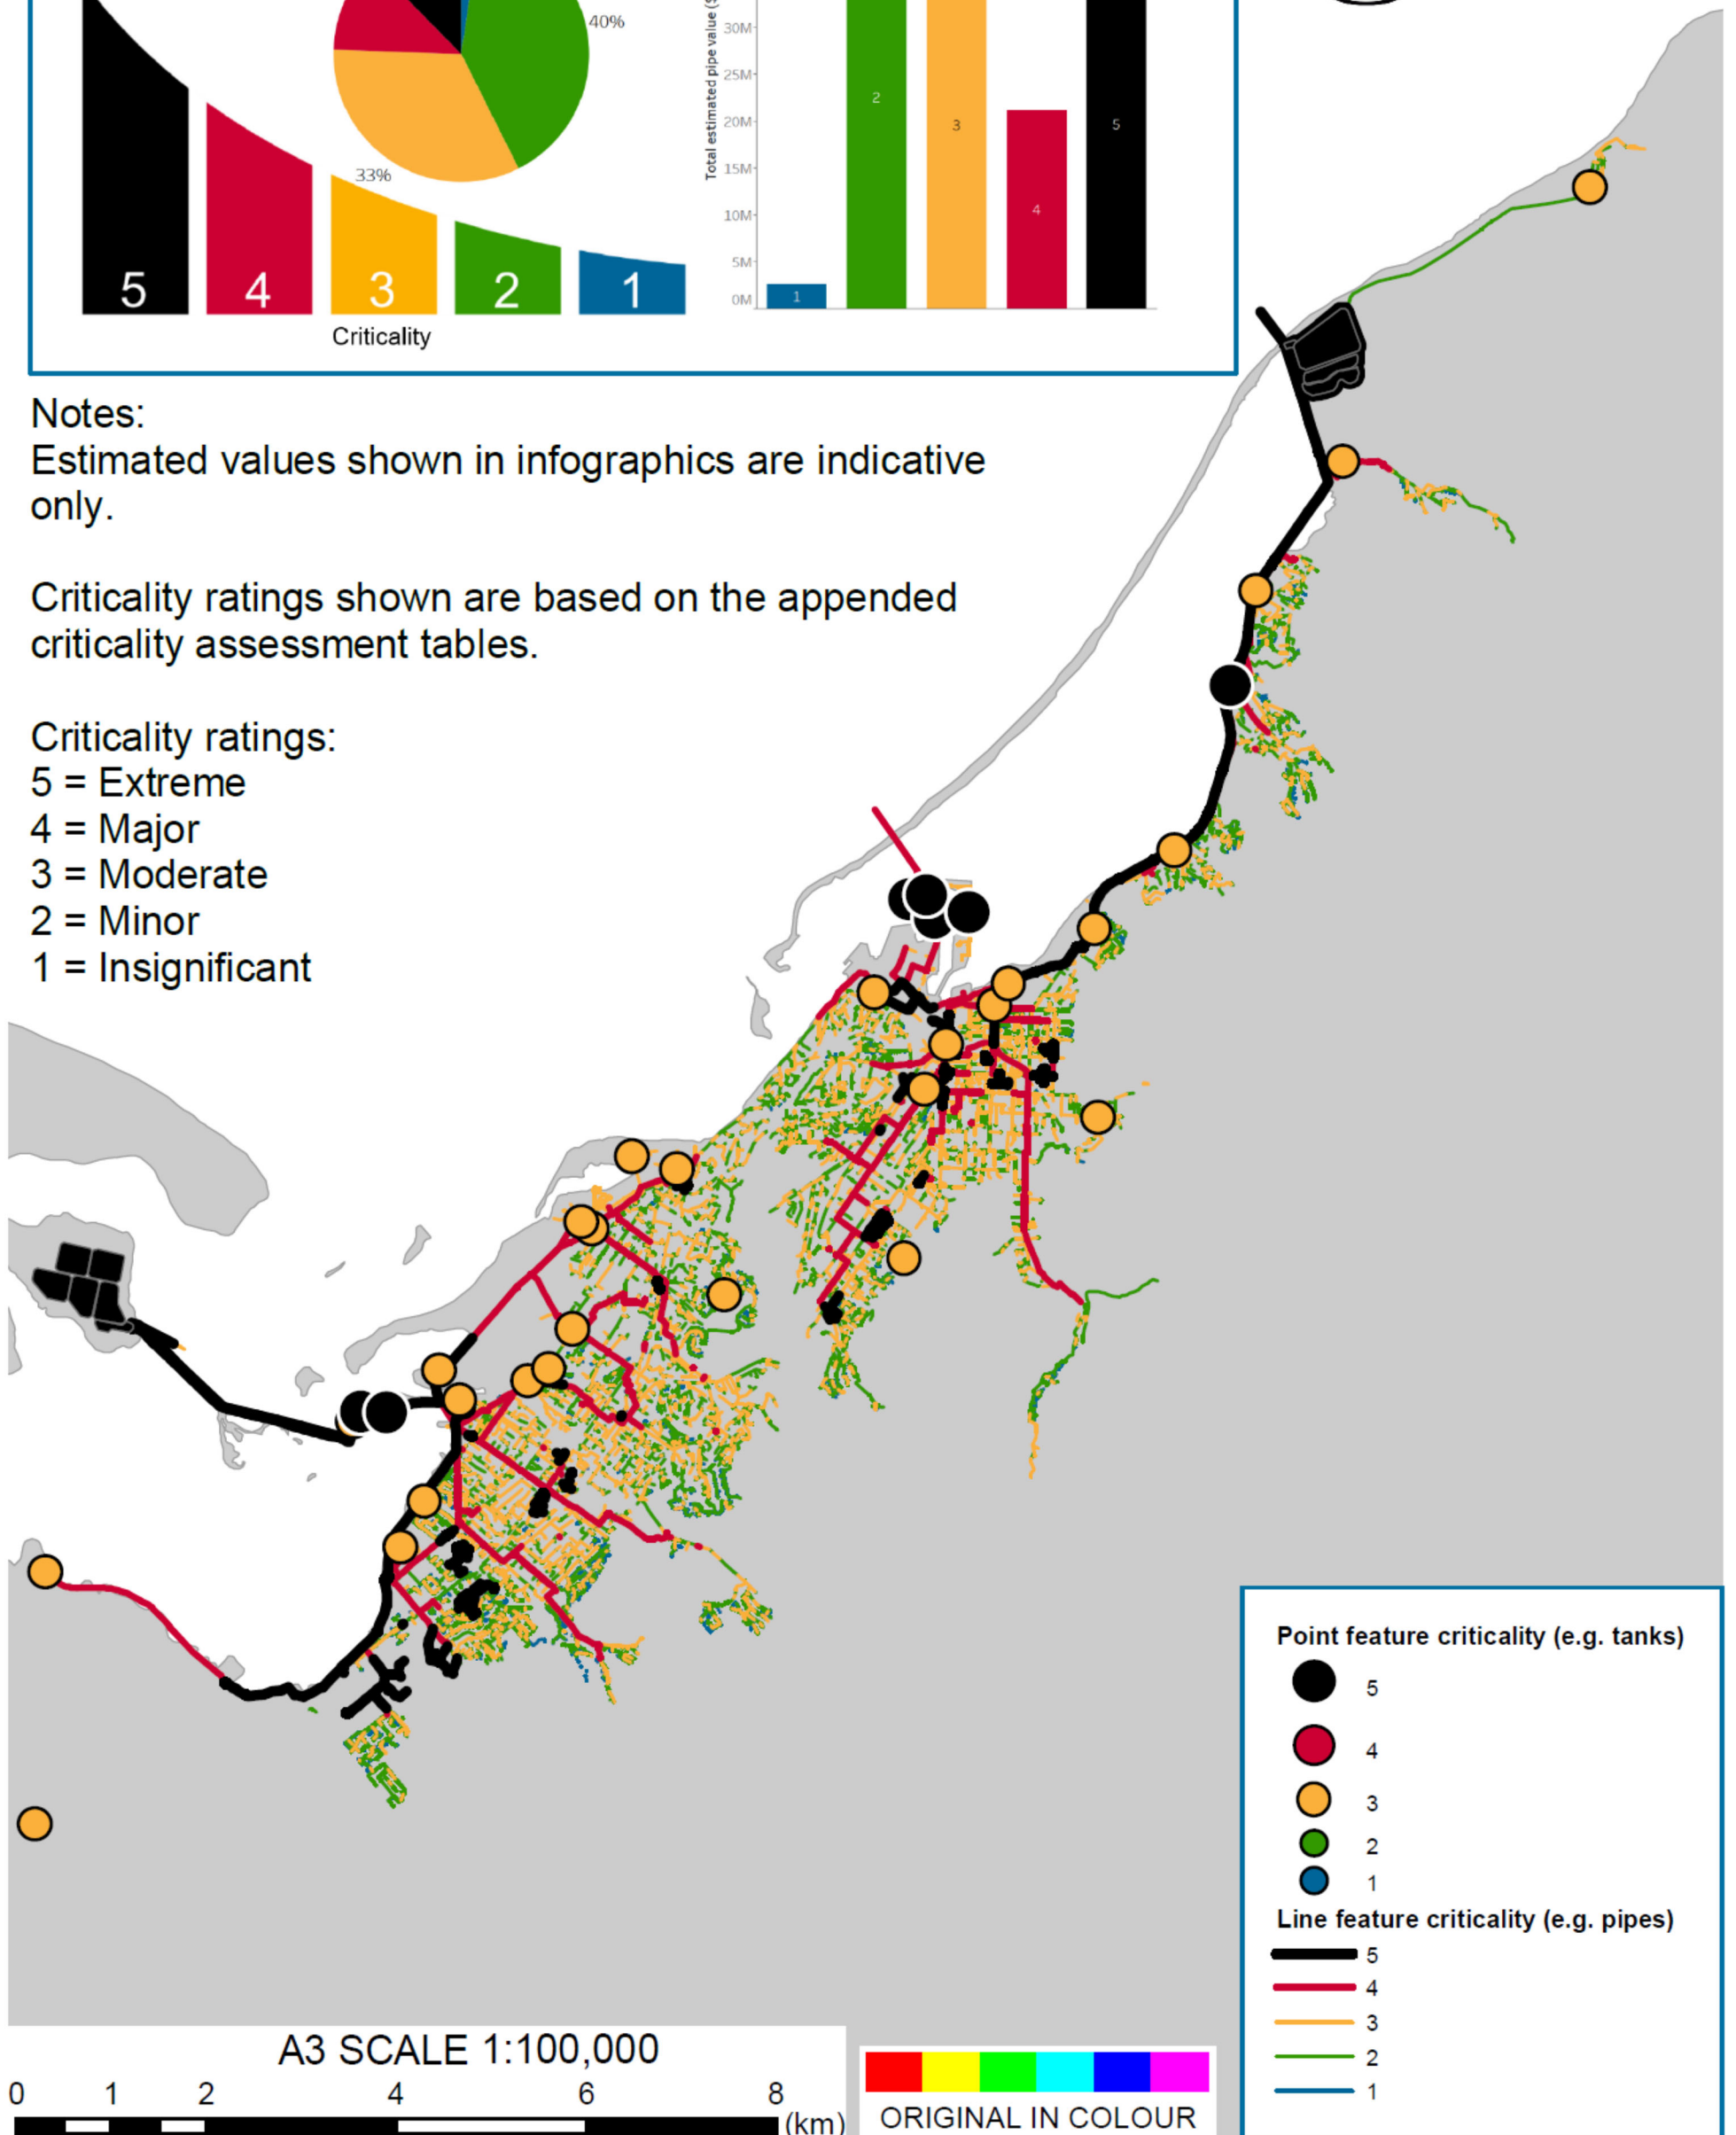 40%
33%
5
4
3
2
1
Criticality
Total estimated pipe value (
30M
25M
20M
15M
10M
5M
0M
1
2
3
4
5
Notes:
Estimated values shown in infographics are indicative
only.
Criticality ratings shown are based on the appended
criticality assessment tables.
Criticality ratings:
5 = Extreme
4 = Major
3 = Moderate
2 = Minor
1 = Insignificant
Point feature criticality (e.g. tanks)
5
4
3
2
1
Line feature criticality (e.g. pipes)
5
4
3
2
1
A3 SCALE 1:100,000
0 1 2 4 6 8
(km)
ORIGINAL IN COLOUR